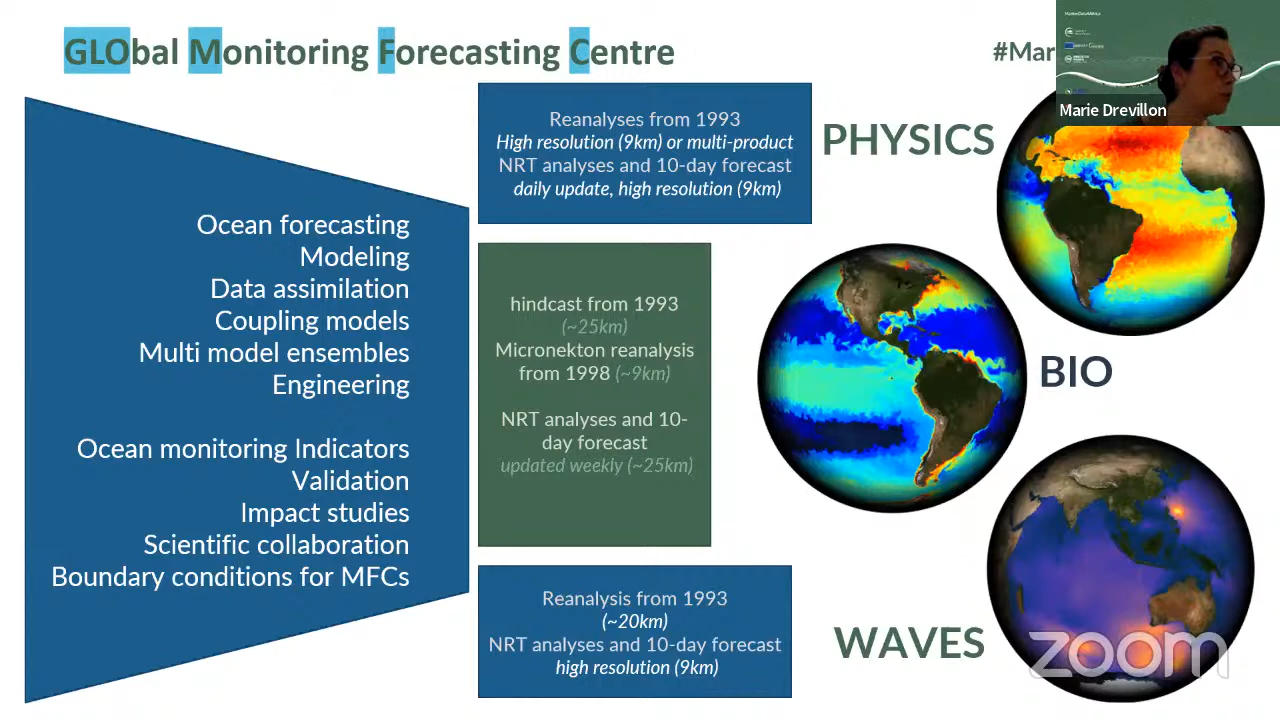 GLObal Monitoring Forecasting Centre
#Mar
Marie Drevillon
Ocean forecasting
Modeling
Data assimilation
Coupling models
Multi model ensembles
Engineering
Ocean monitoring Indicators
Validation
Impact studies
Scientific collaboration
Boundary conditions for MFCs
Reanalyses from 1993
High resolution (9km) or multi-product
NRT analyses and 10-day forecast
daily update, high resolution (9km)
PHYSICS
hindcast from 1993
(~25km)
Micronekton reanalysis
from 1998 (~9km)
NRT analyses and 10-
day forecast
updated weekly (~25km)
BIO
Reanalysis from 1993
(~20km)
NRT analyses and 10-day forecast
high resolution (9km)
WAVES
zoom